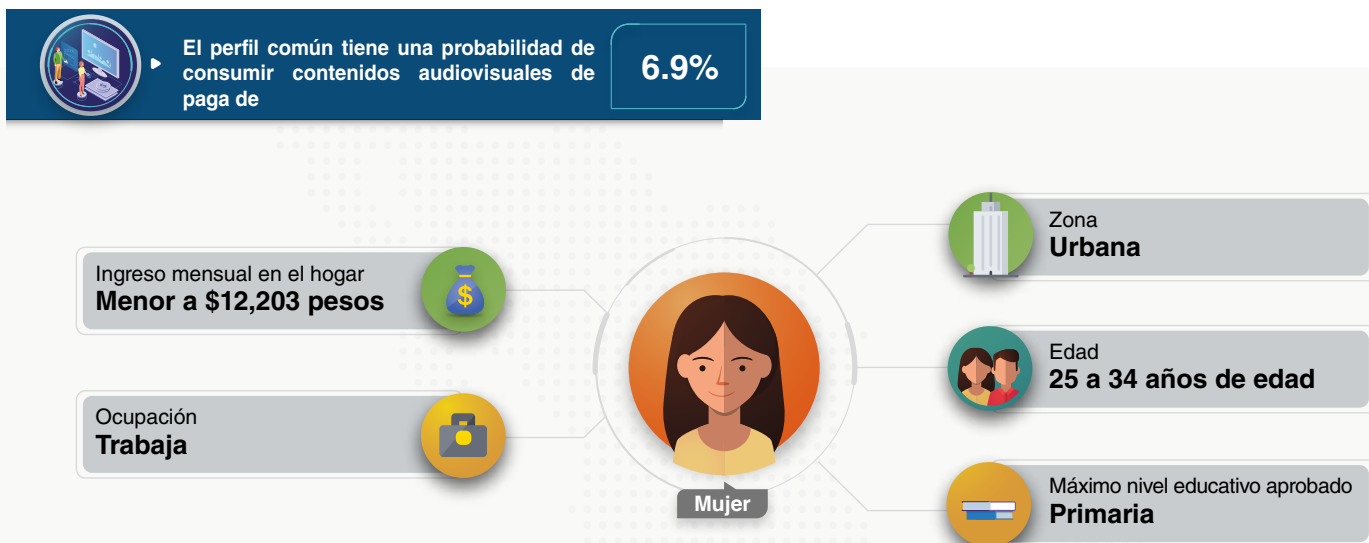 El perfil común tiene una probabilidad de
consumir contenidos audiovisuales de
paga de
6.9%
Ingreso mensual en el hogar
Menor a $12,203 pesos
$
Ocupación
Trabaja
Mujer
Zona
Urbana
Edad
25 a 34 años de edad
Máximo nivel educativo aprobado
Primaria